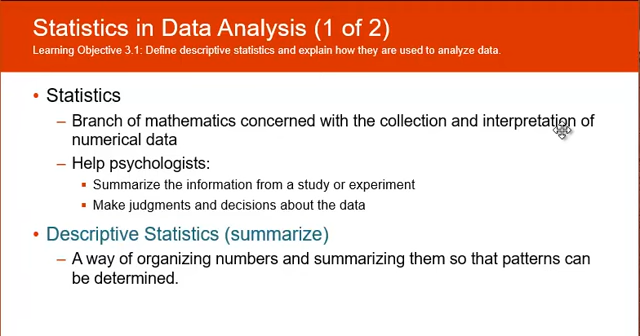 Statistics in Data Analysis (1 of 2)
Learning Objective 3.1: Define descriptive statistics and explain how they are used to analyze data.
• Statistics
– Branch of mathematics concerned with the collection and interpretation of
numerical data
– Help psychologists:
▪ Summarize the information from a study or experiment
▪ Make judgments and decisions about the data
• Descriptive Statistics (summarize)
– A way of organizing numbers and summarizing them so that patterns can
be determined.